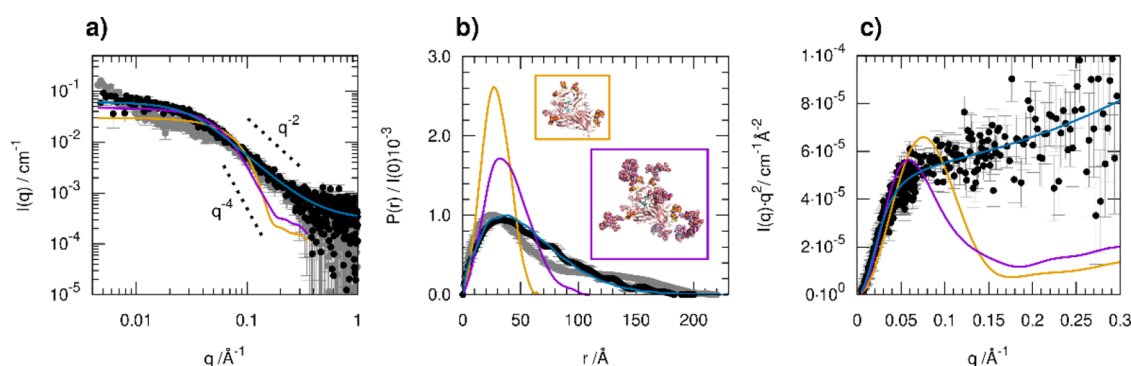 a)
10⁻¹
10⁻²
10⁻³
10⁻⁴
10⁻⁵
I(q) / cm⁻¹
q⁻²
q⁻⁴
0.01
0.1
1
q /Å⁻¹
b)
3.0
2.0
1.0
0.0
P(r) / I(0)10⁻³
0
50
100
150
200
r /Å
c)
1·10⁻⁴
8·10⁻⁵
6·10⁻⁵
4·10⁻⁵
2·10⁻⁵
0·10⁰
I(q)·q²/ cm⁻¹Å⁻²
0
0.05
0.1
0.15
0.2
0.25
0.3
q /Å⁻¹